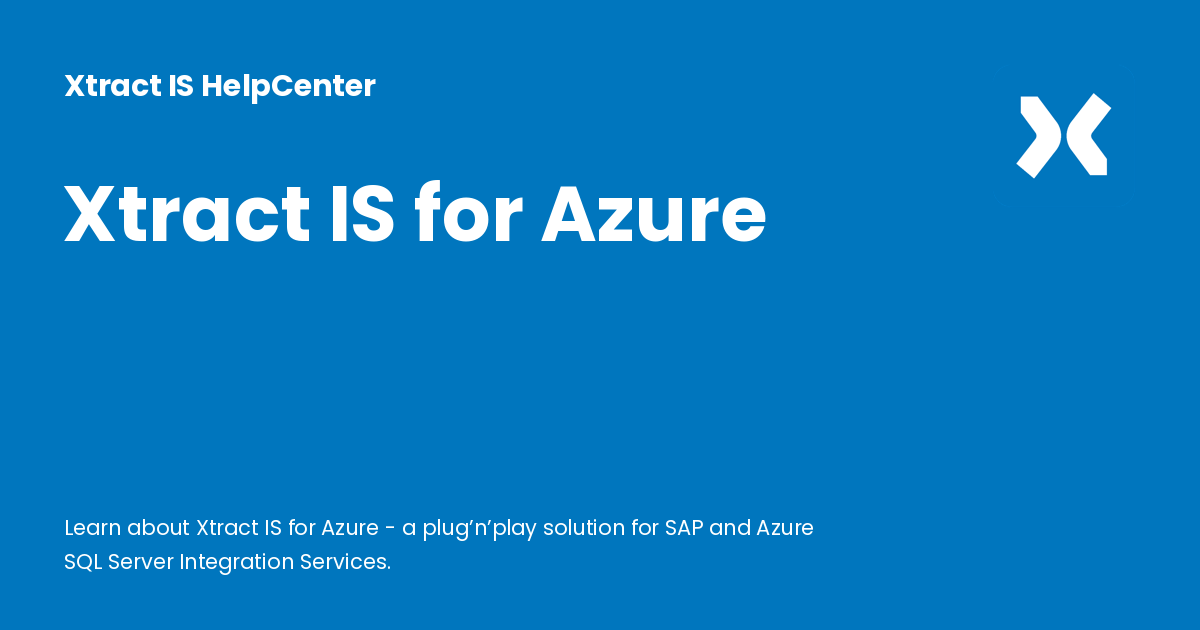 Xtract IS HelpCenter
Xtract IS for Azure
Learn about Xtract IS for Azure - a plug’n’play solution for SAP and Azure
SQL Server Integration Services.